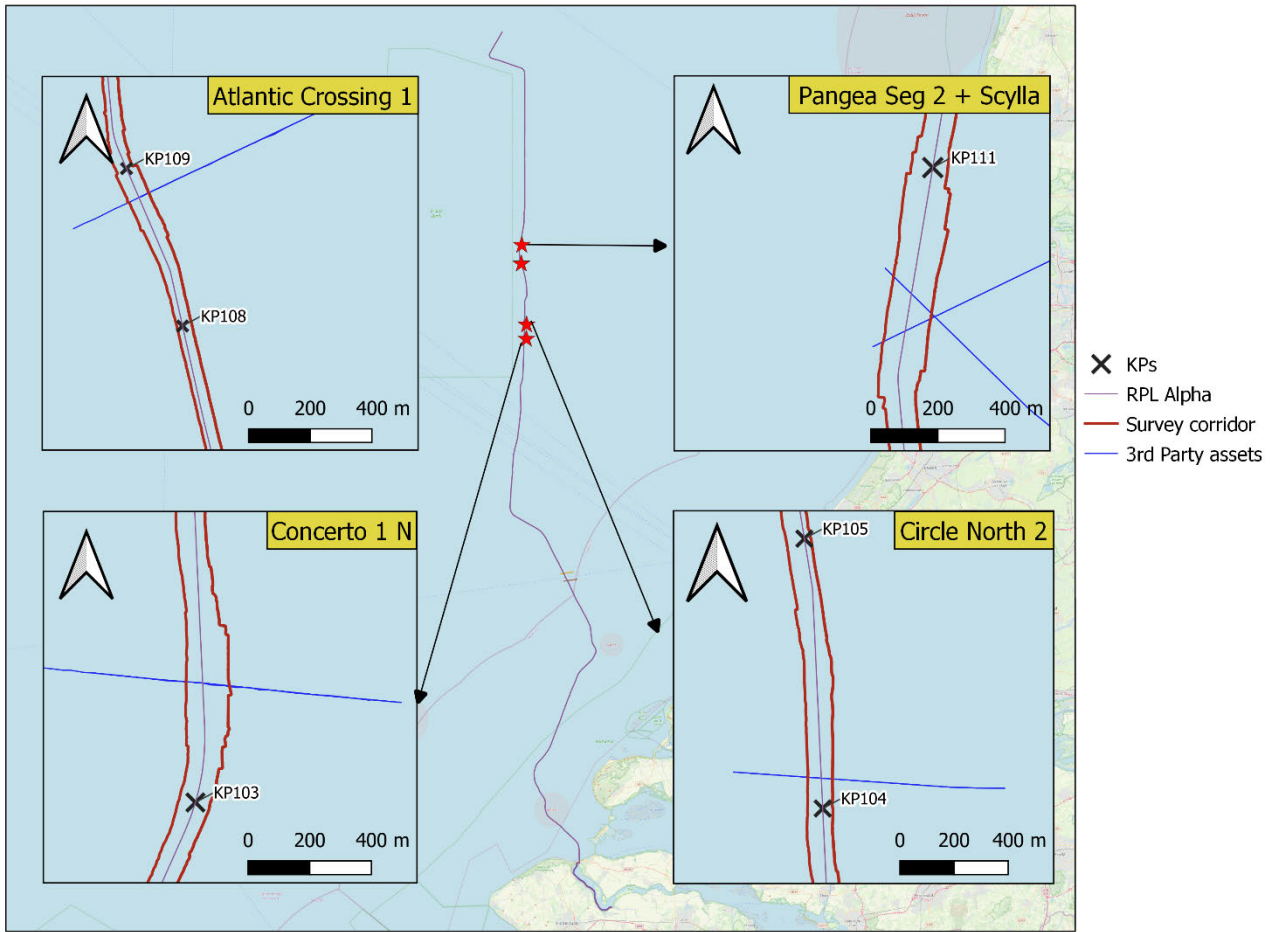 Atlantic Crossing 1
KP109
KP108
0 200 400 m
Pangea Seg 2 + Scylla
KP111
0 200 400 m
KPs
RPL Alpha
Survey corridor
3rd Party assets
Concerto 1 N
KP103
0 200 400 m
Circle North 2
KP105
KP104
0 200 400 m